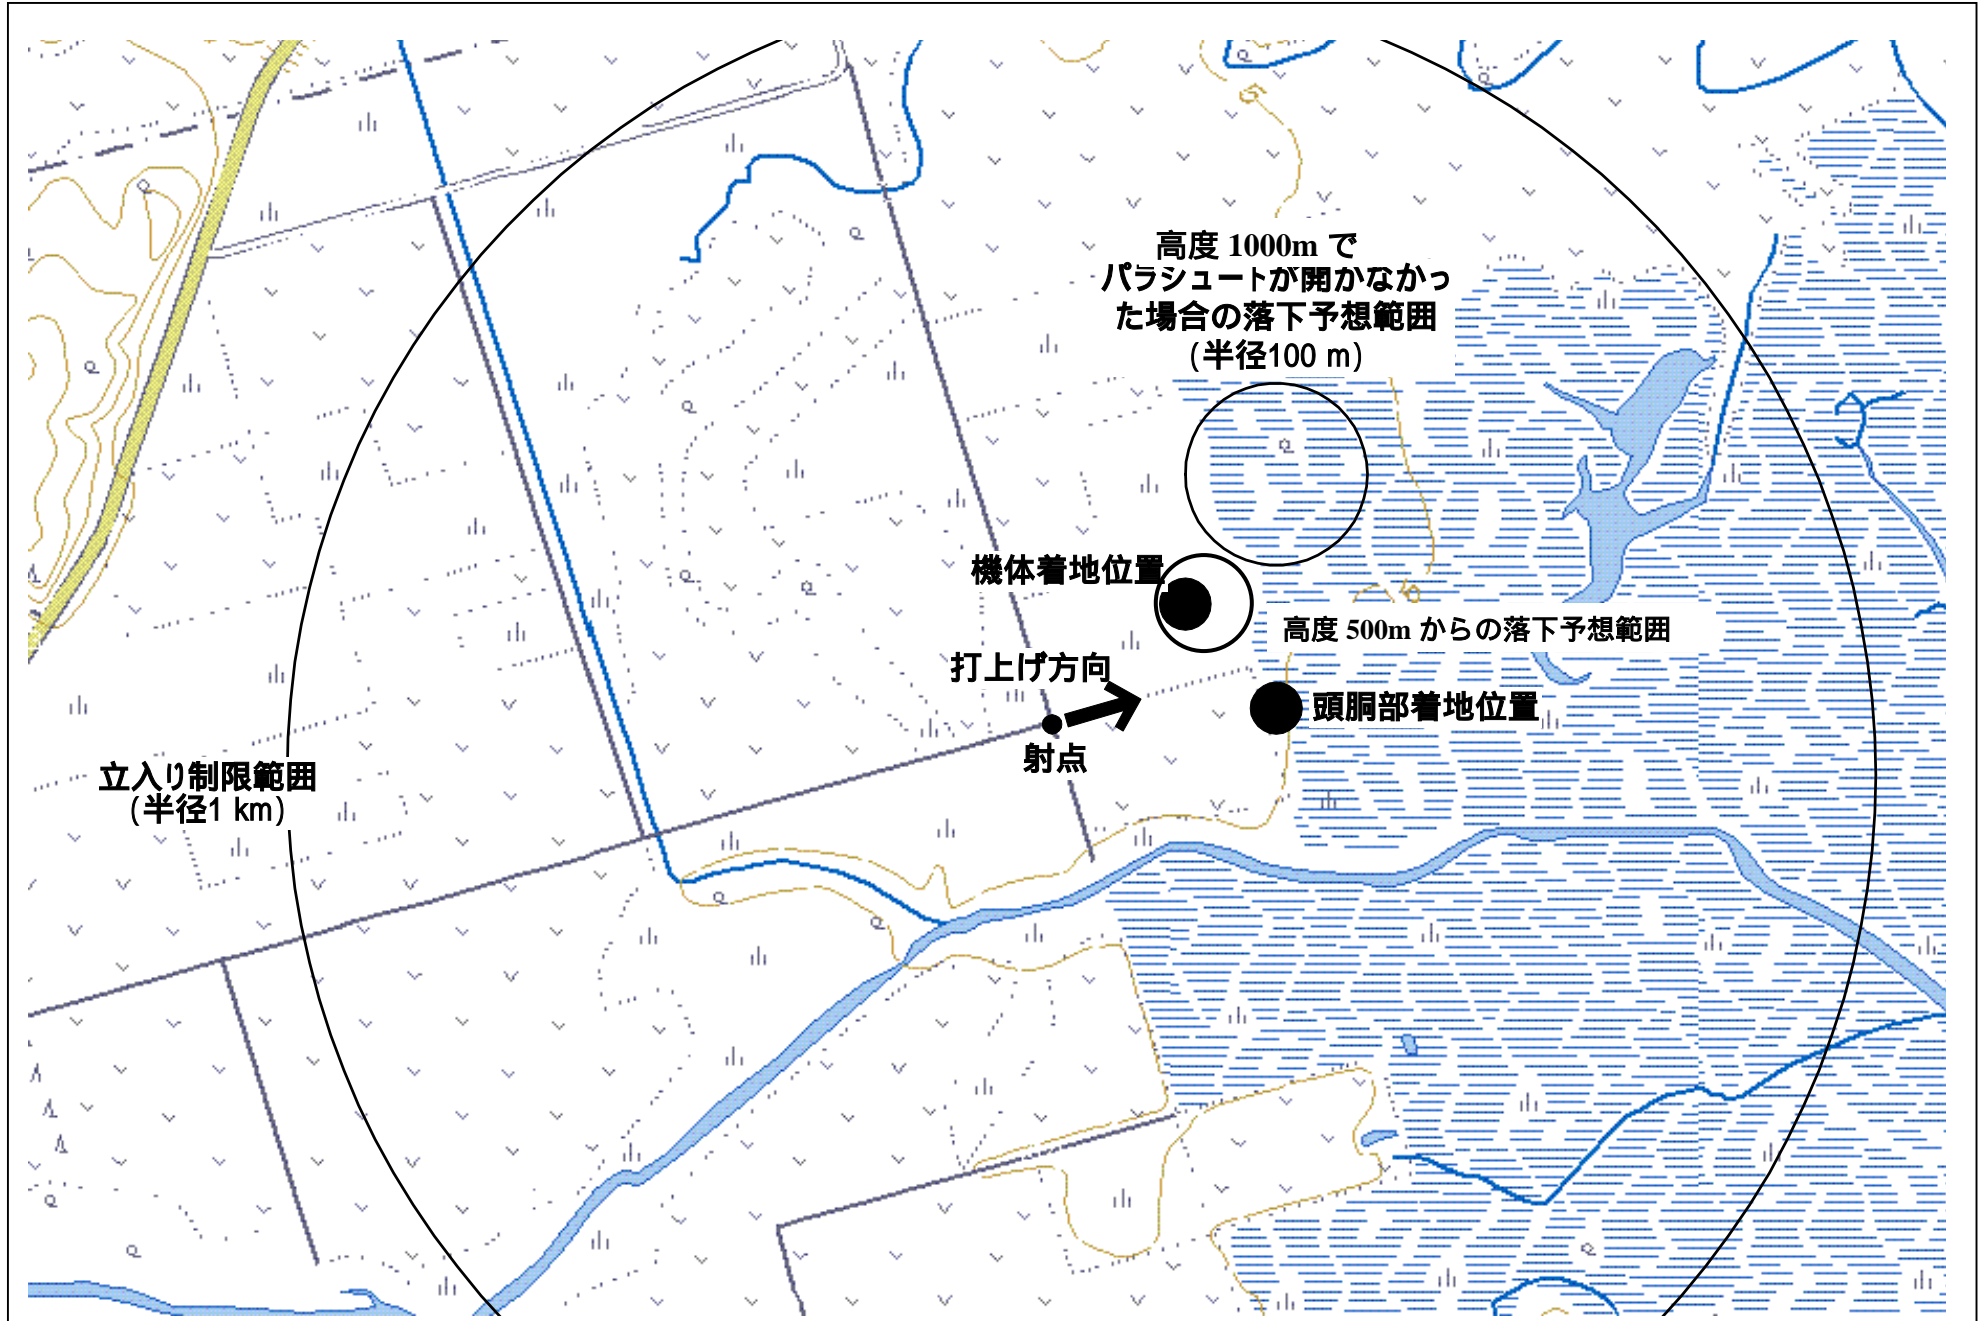 高度 1000m で
パラシュートが開かなかっ
た場合の落下予想範囲
(半径100 m)
機体着地位置
高度 500m からの落下予想範囲
打上げ方向
頭胴部着地位置
射点
立入り制限範囲
(半径1 km)